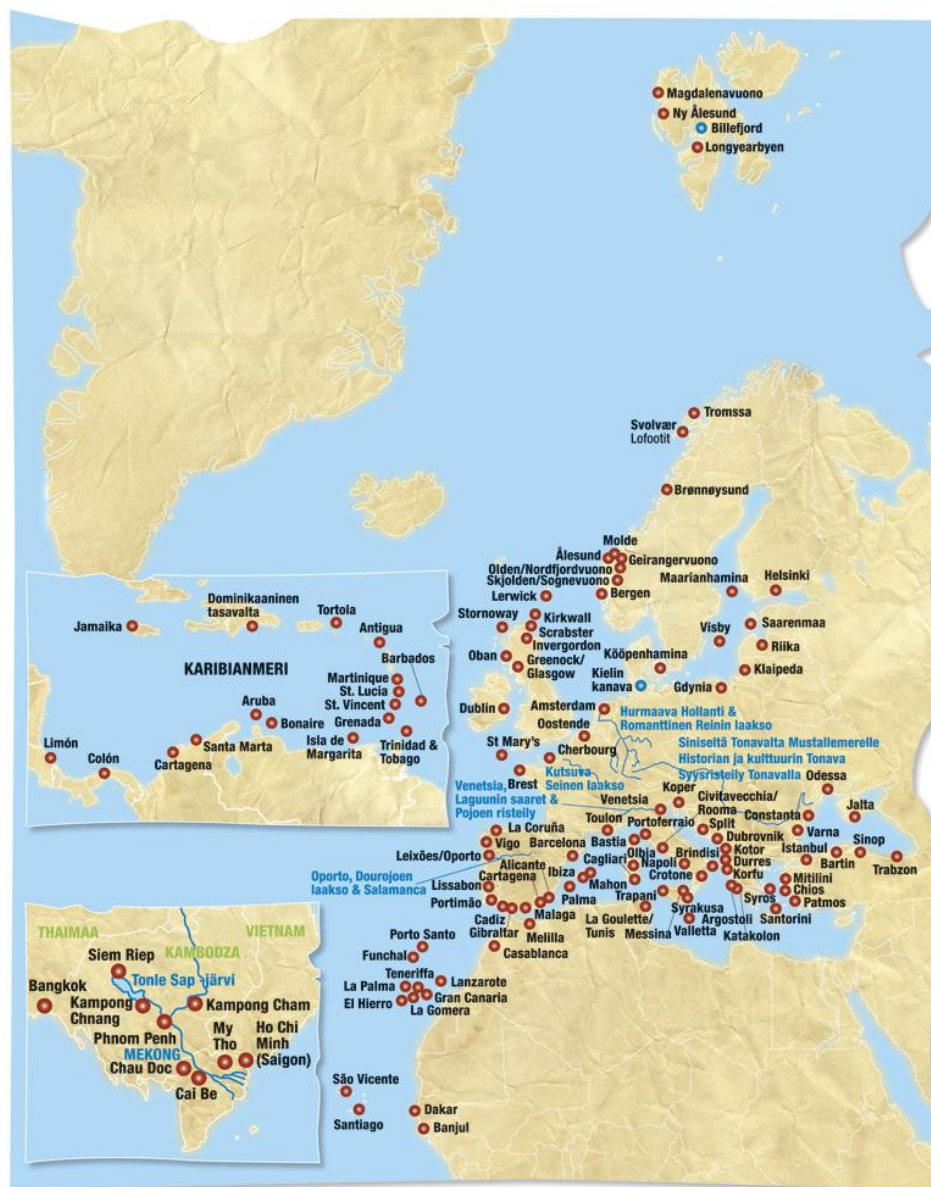 Magdalenavuono
Ny Ålesund
Billefjord
Longyearbyen
Tromssa
Svolvær
Lofootit
Brønnøysund
Molde
Ålesund
Geirangervuono
Olden/Nordfjordvuono
Skjolden/Sognevuono
Bergen
Maarianhamina
Helsinki
Lerwick
Stornoway
Kirkwall
Scrabster
Invergordon
Oban
Greenock/
Glasgow
Visby
Saarenmaa
Riika
Kööpenhamina
Klaipeda
Kielin
kanava
Gdynia
Dublin
Amsterdam
Oostende
Hurmaava Hollanti &
Romanttinen Reinin laakso
Siniseltä Tonavalta Mustallemerelle
Historian ja kulttuurin Tonava
Syysristeily Tonavalla
St Mary's
Cherbourg
Brest
Kutsuva
Seinen laakso
Venetsia,
Laguunin saaret &
Pojoen risteily
Odessa
Koper
Venetsia
Civitavecchia/
Rooma
Constanta
Jalta
La Coruña
Toulon
Portoferraio
Split
Varna
Vigo
Barcelona
Bastia
Dubrovnik
Sinop
Leixões/Oporto
Alicante
Cagliari
Olbia
Brindisi
Kotor
Istanbul
Bartin
Trabzon
Oporto, Dourojoen
laakso & Salamanca
Cartagena
Ibiza
Napoli
Durres
Crotone
Korfu
Mitilini
Lissabon
Mahon
Chios
Portimão
Palma
Trapani
Syros
Patmos
Cadiz
Malaga
La Goulette/
Tunis
Syrakusa
Argostoli
Santorini
Gibraltar
Melilla
Messina
Valletta
Katakolon
Casablanca
Porto Santo
Funchal
Teneriffa
La Palma
Lanzarote
El Hierro
Gran Canaria
La Gomera
São Vicente
Santiago
Dakar
Banjul
Jamaika
Dominikaaninen
tasavalta
Tortola
Antigua
Barbados
KARIBIANMERI
Martinique
St. Lucia
St. Vincent
Grenada
Aruba
Bonaire
Isla de
Margarita
Trinidad &
Tobago
Limón
Colón
Cartagena
Santa Marta
THAIMAA
KAMBODZA
VIETNAM
Siem Riep
Tonle Sap -järvi
Bangkok
Kampong
Chnang
Kampong Cham
Phnom Penh
MEKONG
My
Tho
Ho Chi
Minh
(Saigon)
Chau Doc
Cai Be